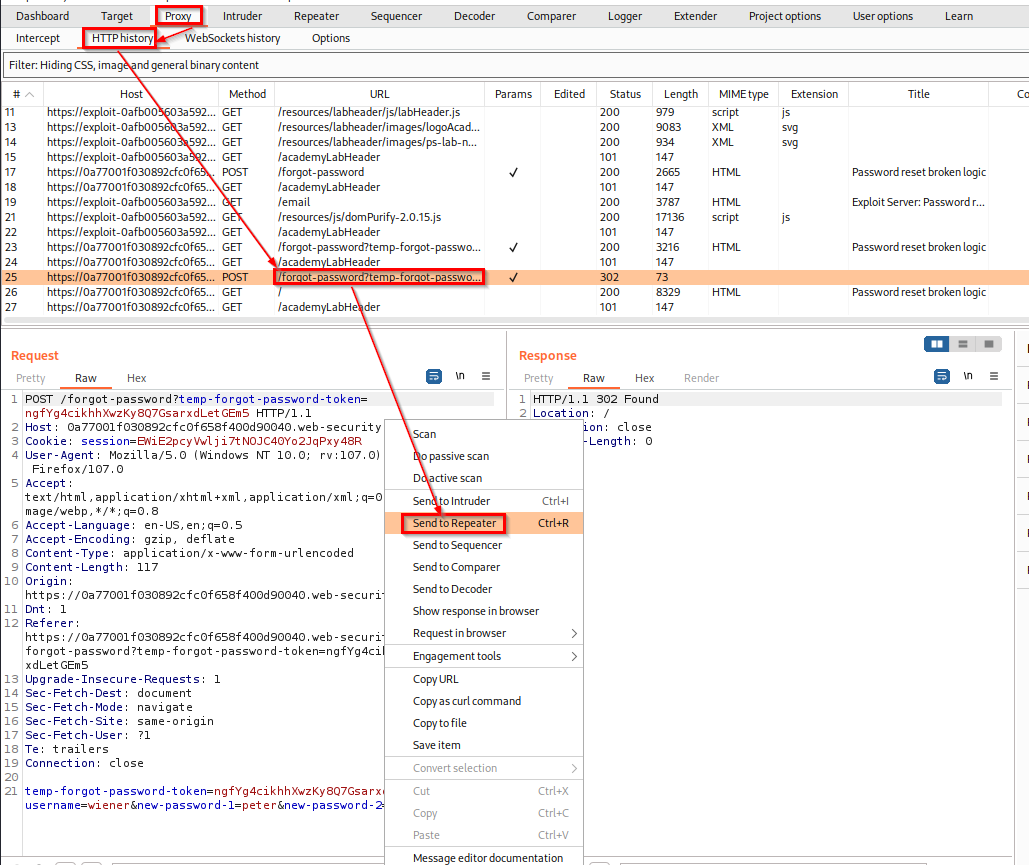 Dashboard Target Proxy Intruder Repeater Sequencer Decoder Comparer Logger Extender Project options User options Learn
Intercept HTTP history WebSockets history Options
Filter: Hiding CSS, image and general binary content
# Host Method URL Params Edited Status Length MIME type Extension Title Co
11 https://exploit-0afb005603a592... GET /resources/labheader/js/labHeader.js 200 979 script js
13 https://exploit-0afb005603a592... GET /resources/labheader/images/logoAcad... 200 9083 XML svg
14 https://exploit-0afb005603a592... GET /resources/labheader/images/ps-lab-n... 200 934 XML svg
15 https://exploit-0afb005603a592... GET /academyLabHeader 101 147
17 https://0a77001f030892cfc0f65... POST /forgot-password ✓ 200 2665 HTML Password reset broken logic
18 https://0a77001f030892cfc0f65... GET /academyLabHeader 101 147
19 https://exploit-0afb005603a592... GET /email 200 3787 HTML Exploit Server: Password r...
21 https://exploit-0afb005603a592... GET /resources/js/domPurify-2.0.15.js 200 17136 script js
22 https://exploit-0afb005603a592... GET /academyLabHeader 101 147
23 https://0a77001f030892cfc0f65... GET /forgot-password?temp-forgot-passwo... ✓ 200 3216 HTML Password reset broken logic
24 https://0a77001f030892cfc0f65... GET /academyLabHeader 101 147
25 https://0a77001f030892cfc0f65... POST /forgot-password?temp-forgot-passwo... ✓ 302 73
26 https://0a77001f030892cfc0f65... GET / 200 8329 HTML Password reset broken logic
27 https://0a77001f030892cfc0f65... GET /academyLabHeader 101 147
Request
Pretty Raw Hex \n
1 POST /forgot-password?temp-forgot-password-token=
ngfYg4cikhhXwzKy8Q7GsarxdLetGEm5 HTTP/1.1
2 Host: 0a77001f030892cfc0f658f400d90040.web-security
3 Cookie: session=EWiE2pcyVwlji7tN0JC40Yo2JqPxy48R
4 User-Agent: Mozilla/5.0 (Windows NT 10.0; rv:107.0)
Firefox/107.0
5 Accept:
text/html,application/xhtml+xml,application/xml;q=0
mage/webp,*/*;q=0.8
6 Accept-Language: en-US,en;q=0.5
7 Accept-Encoding: gzip, deflate
8 Content-Type: application/x-www-form-urlencoded
9 Content-Length: 117
10 Origin:
https://0a77001f030892cfc0f658f400d90040.web-securit
11 Dnt: 1
12 Referer:
https://0a77001f030892cfc0f658f400d90040.web-securit
forgot-password?temp-forgot-password-token=ngfYg4cik
xdLetGEm5
13 Upgrade-Insecure-Requests: 1
14 Sec-Fetch-Dest: document
15 Sec-Fetch-Mode: navigate
16 Sec-Fetch-Site: same-origin
17 Sec-Fetch-User: ?1
18 Te: trailers
19 Connection: close
20
21 temp-forgot-password-token=ngfYg4cikhhXwzKy8Q7Gsarx
username=wiener&new-password-1=peter&new-password-2=
Scan
Do passive scan
Do active scan
Send to Intruder Ctrl+I
Send to Repeater Ctrl+R
Send to Sequencer
Send to Comparer
Send to Decoder
Show response in browser
Request in browser
Engagement tools
Copy URL
Copy as curl command
Copy to file
Save item
Convert selection
Cut Ctrl+X
Copy Ctrl+C
Paste Ctrl+V
Message editor documentation
Response
Pretty Raw Hex Render \n
1 HTTP/1.1 302 Found
2 Location: /
ion: close
-Length: 0